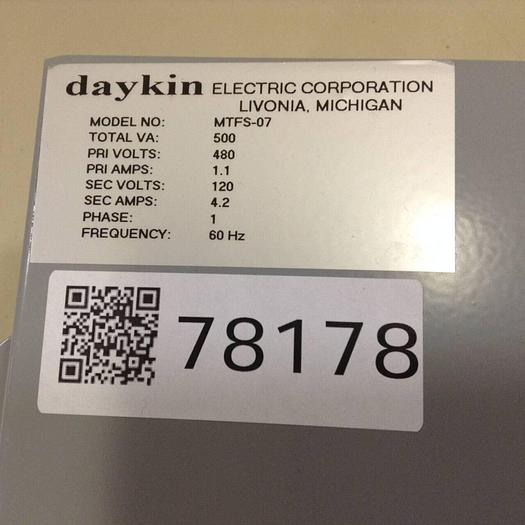 daykin ELECTRIC CORPORATION
LIVONIA, MICHIGAN
MODEL NO: MTFS-07
TOTAL VA: 500
PRI VOLTS: 480
PRI AMPS: 1.1
SEC VOLTS: 120
SEC AMPS: 4.2
PHASE: 1
FREQUENCY: 60 Hz
78178